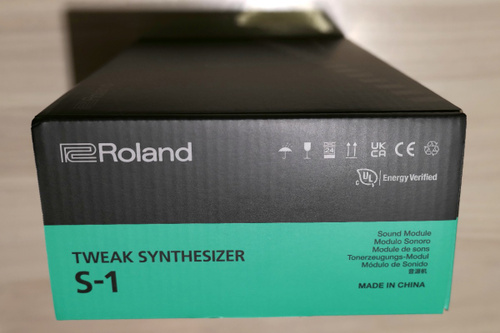 Roland
24
UK
CA
CE
c UL
Energy Verified
TWEAK SYNTHESIZER
S-1
Sound Module
Modulo Sonoro
Module de sons
Tonerzeugungs-Modul
Módulo de Sonido
音源机
MADE IN CHINA